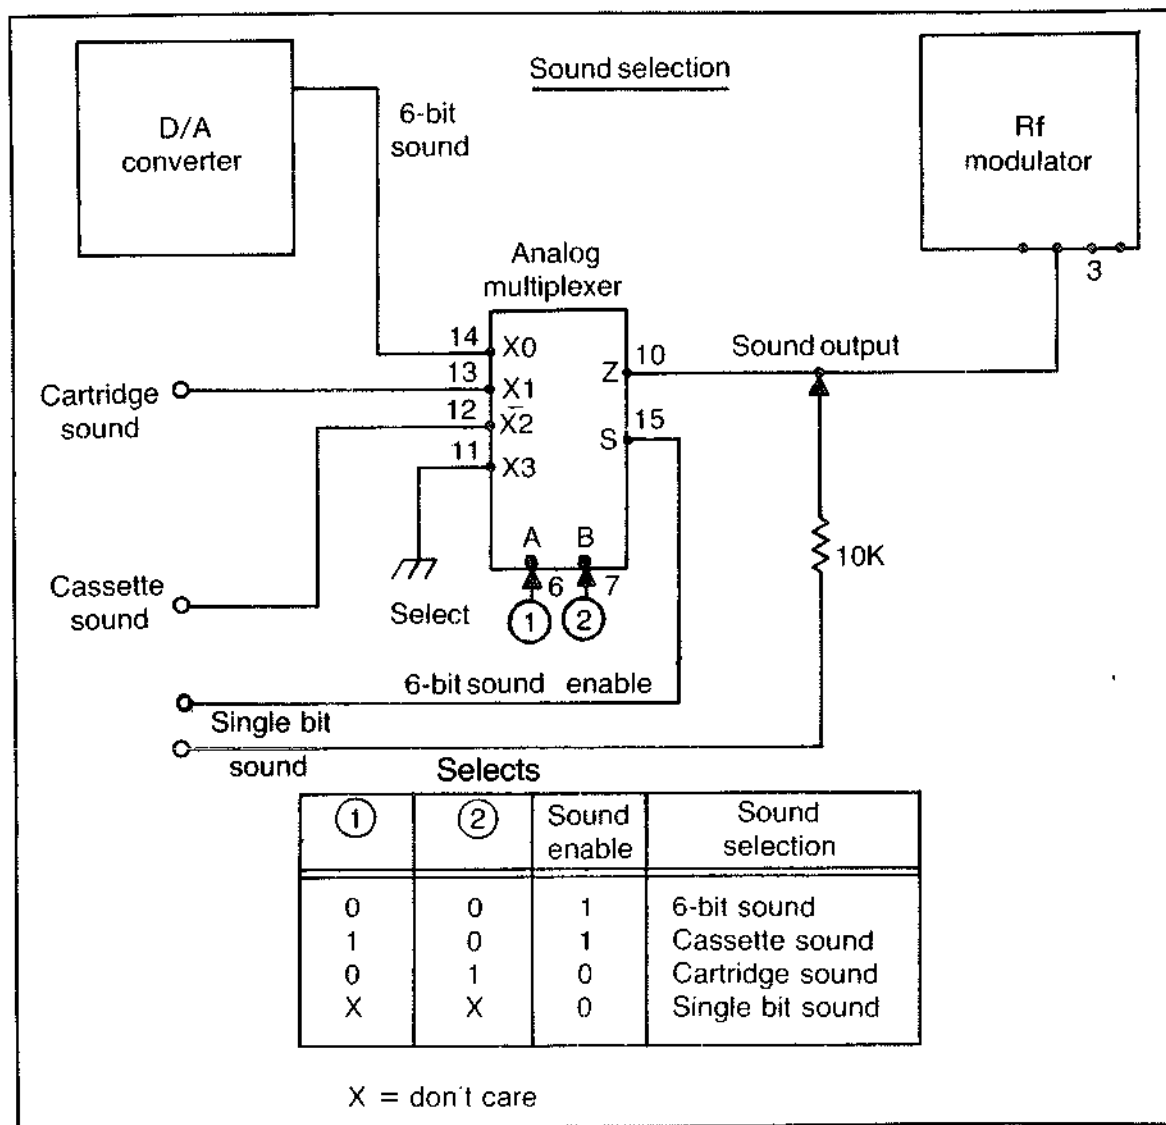 Sound selection
D/A
converter
6-bit
sound
Rf
modulator
3
Analog
multiplexer
14
X0
13
X1
12
X̅2
11
X3
Z
10
S
15
Sound output
Cartridge
sound
A
B
6
7
1
2
Select
10K
Cassette
sound
6-bit sound enable
Single bit
sound
Selects
1 2 Sound enable Sound selection
0 0 1 6-bit sound
1 0 1 Cassette sound
0 1 0 Cartridge sound
X X 0 Single bit sound
X = don't care